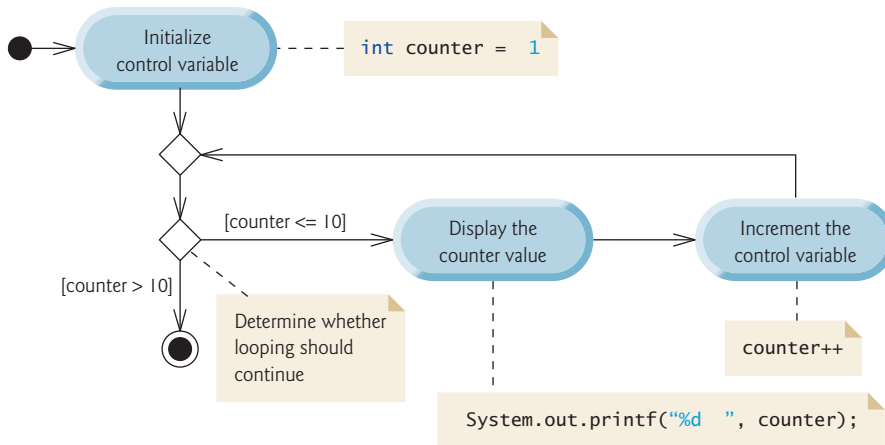 Initialize
control variable
int counter =  1
[counter <= 10]
Display the
counter value
Increment the
control variable
[counter > 10]
Determine whether
looping should
continue
counter++
System.out.printf(“%d  ”, counter);